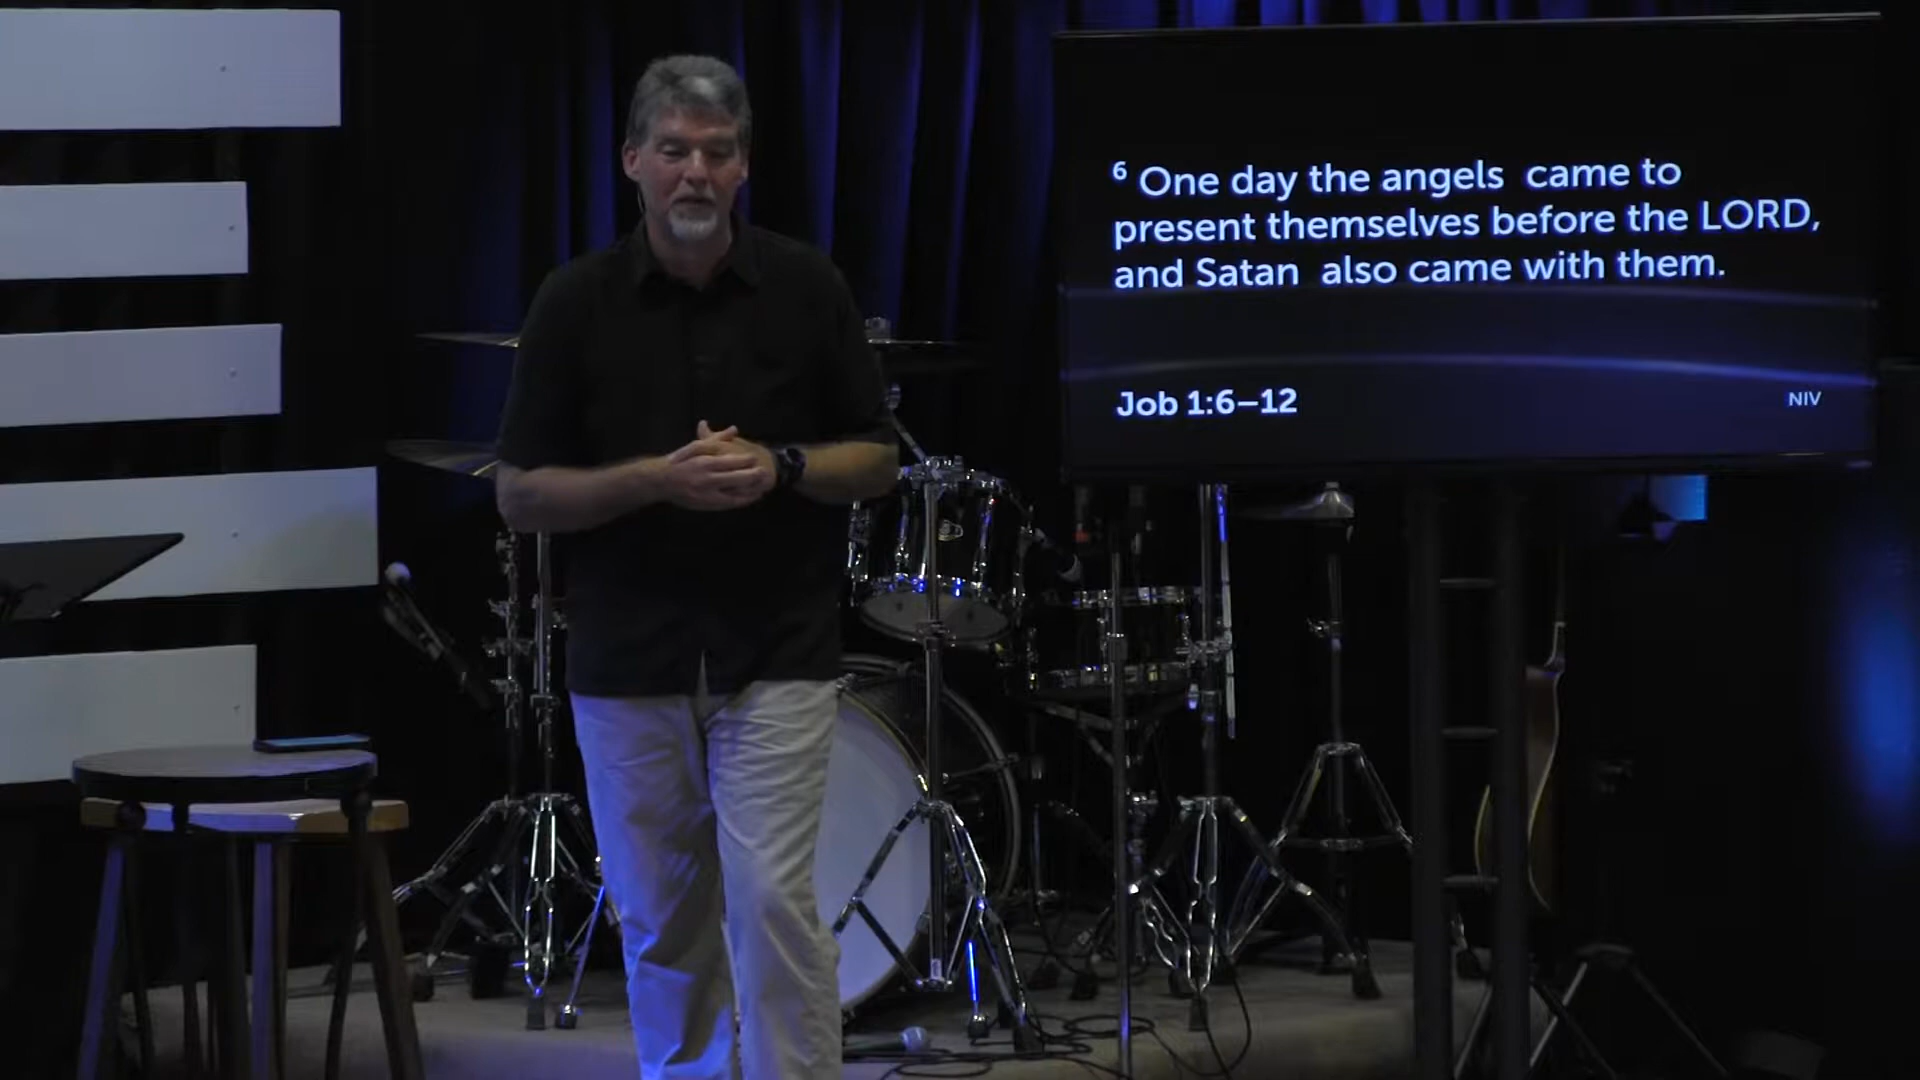 6 One day the angels came to
present themselves before the LORD,
and Satan also came with them.
Job 1:6–12
NIV